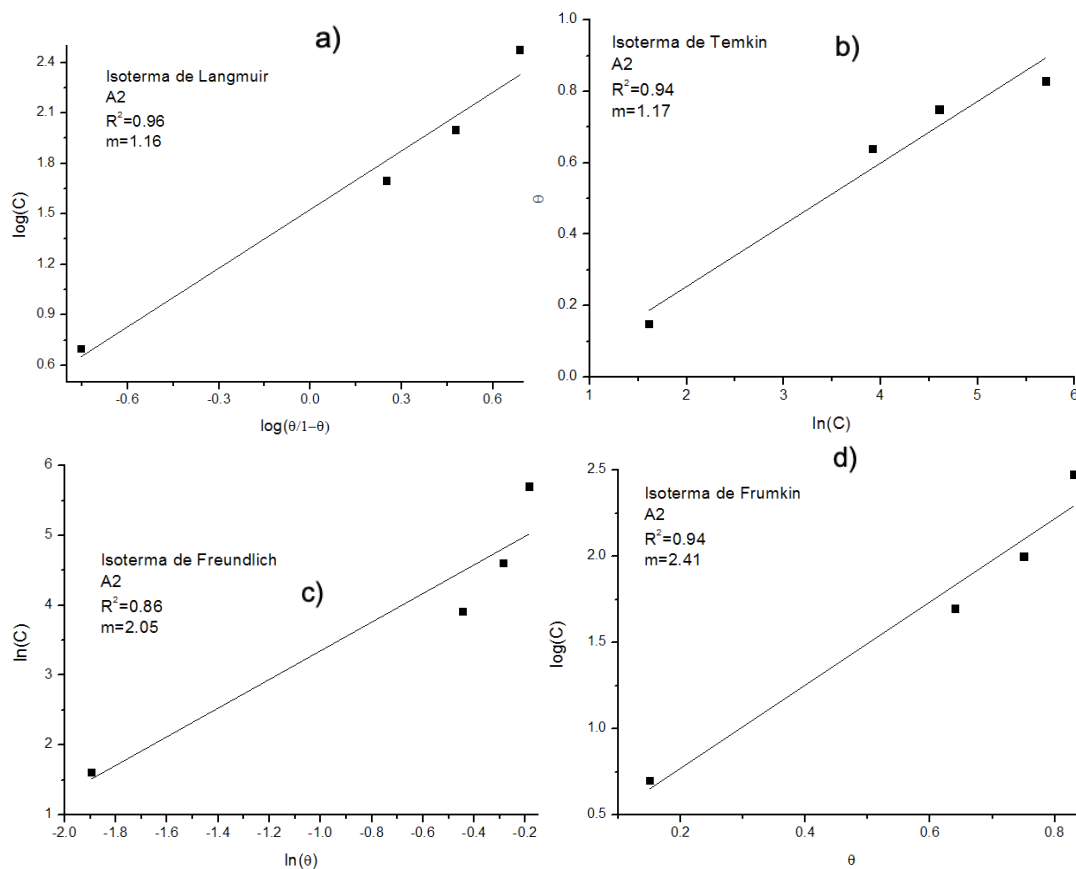 a)
Isoterma de Langmuir
A2
R²=0.96
m=1.16
log(C)
2.4
2.1
1.8
1.5
1.2
0.9
0.6
-0.6
-0.3
0.0
0.3
0.6
log(θ/1−θ)
b)
Isoterma de Temkin
A2
R²=0.94
m=1.17
θ
1.0
0.8
0.6
0.4
0.2
0.0
1
2
3
4
5
6
ln(C)
c)
Isoterma de Freundlich
A2
R²=0.86
m=2.05
ln(C)
6
5
4
3
2
1
-2.0
-1.8
-1.6
-1.4
-1.2
-1.0
-0.8
-0.6
-0.4
-0.2
ln(θ)
d)
Isoterma de Frumkin
A2
R²=0.94
m=2.41
log(C)
2.5
2.0
1.5
1.0
0.5
0.2
0.4
0.6
0.8
θ